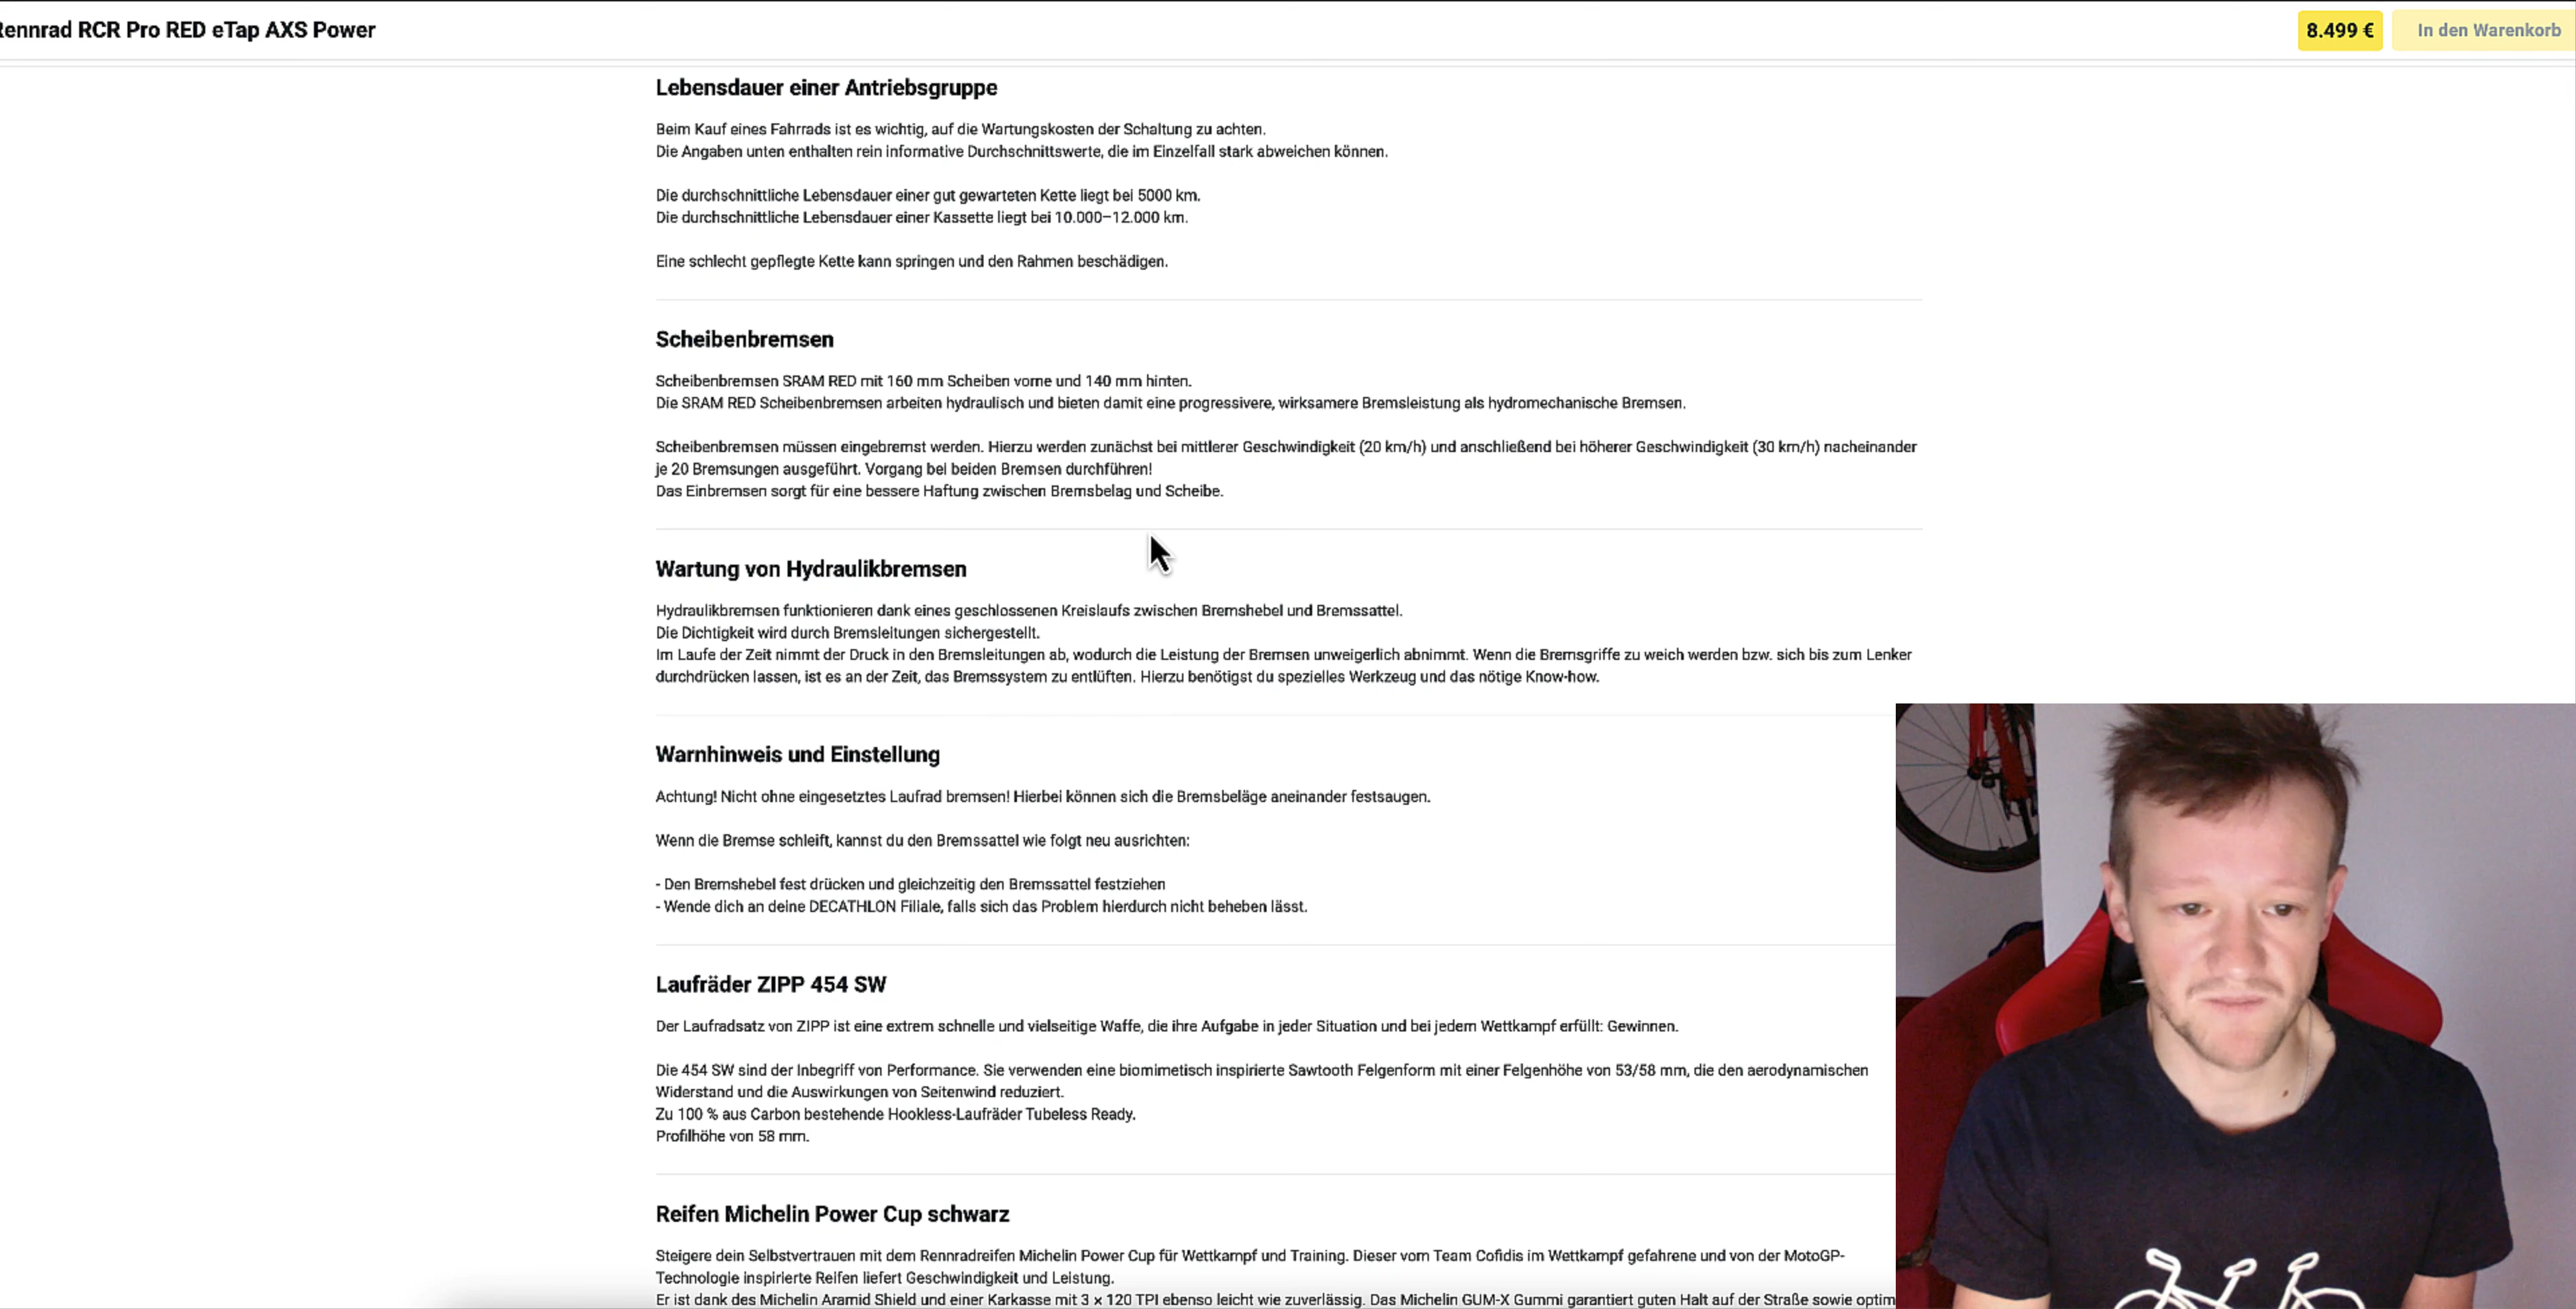 Rennrad RCR Pro RED eTap AXS Power
8.499 €
In den Warenkorb
Lebensdauer einer Antriebsgruppe
Beim Kauf eines Fahrrads ist es wichtig, auf die Wartungskosten der Schaltung zu achten.
Die Angaben unten enthalten rein informative Durchschnittswerte, die im Einzelfall stark abweichen können.
Die durchschnittliche Lebensdauer einer gut gewarteten Kette liegt bei 5000 km.
Die durchschnittliche Lebensdauer einer Kassette liegt bei 10.000–12.000 km.
Eine schlecht gepflegte Kette kann springen und den Rahmen beschädigen.
Scheibenbremsen
Scheibenbremsen SRAM RED mit 160 mm Scheiben vorne und 140 mm hinten.
Die SRAM RED Scheibenbremsen arbeiten hydraulisch und bieten damit eine progressivere, wirksamere Bremsleistung als hydromechanische Bremsen.
Scheibenbremsen müssen eingebremst werden. Hierzu werden zunächst bei mittlerer Geschwindigkeit (20 km/h) und anschließend bei höherer Geschwindigkeit (30 km/h) nacheinander
je 20 Bremsungen ausgeführt. Vorgang bei beiden Bremsen durchführen!
Das Einbremsen sorgt für eine bessere Haftung zwischen Bremsbelag und Scheibe.
Wartung von Hydraulikbremsen
Hydraulikbremsen funktionieren dank eines geschlossenen Kreislaufs zwischen Bremshebel und Bremssattel.
Die Dichtigkeit wird durch Bremsleitungen sichergestellt.
Im Laufe der Zeit nimmt der Druck in den Bremsleitungen ab, wodurch die Leistung der Bremsen unweigerlich abnimmt. Wenn die Bremsgriffe zu weich werden bzw. sich bis zum Lenker
durchdrücken lassen, ist es an der Zeit, das Bremssystem zu entlüften. Hierzu benötigst du spezielles Werkzeug und das nötige Know-how.
Warnhinweis und Einstellung
Achtung! Nicht ohne eingesetztes Laufrad bremsen! Hierbei können sich die Bremsbeläge aneinander festsaugen.
Wenn die Bremse schleift, kannst du den Bremssattel wie folgt neu ausrichten:
- Den Bremshebel fest drücken und gleichzeitig den Bremssattel festziehen
- Wende dich an deine DECATHLON Filiale, falls sich das Problem hierdurch nicht beheben lässt.
Laufräder ZIPP 454 SW
Der Laufradsatz von ZIPP ist eine extrem schnelle und vielseitige Waffe, die ihre Aufgabe in jeder Situation und bei jedem Wettkampf erfüllt: Gewinnen.
Die 454 SW sind der Inbegriff von Performance. Sie verwenden eine biomimetisch inspirierte Sawtooth Felgenform mit einer Felgenhöhe von 53/58 mm, die den aerodynamischen
Widerstand und die Auswirkungen von Seitenwind reduziert.
Zu 100 % aus Carbon bestehende Hookless-Laufräder Tubeless Ready.
Profilhöhe von 58 mm.
Reifen Michelin Power Cup schwarz
Steigere dein Selbstvertrauen mit dem Rennradreifen Michelin Power Cup für Wettkampf und Training. Dieser vom Team Cofidis im Wettkampf gefahrene und von der MotoGP-
Technologie inspirierte Reifen liefert Geschwindigkeit und Leistung.
Er ist dank des Michelin Aramid Shield und einer Karkasse mit 3 × 120 TPI ebenso leicht wie zuverlässig. Das Michelin GUM-X Gummi garantiert guten Halt auf der Straße sowie optim